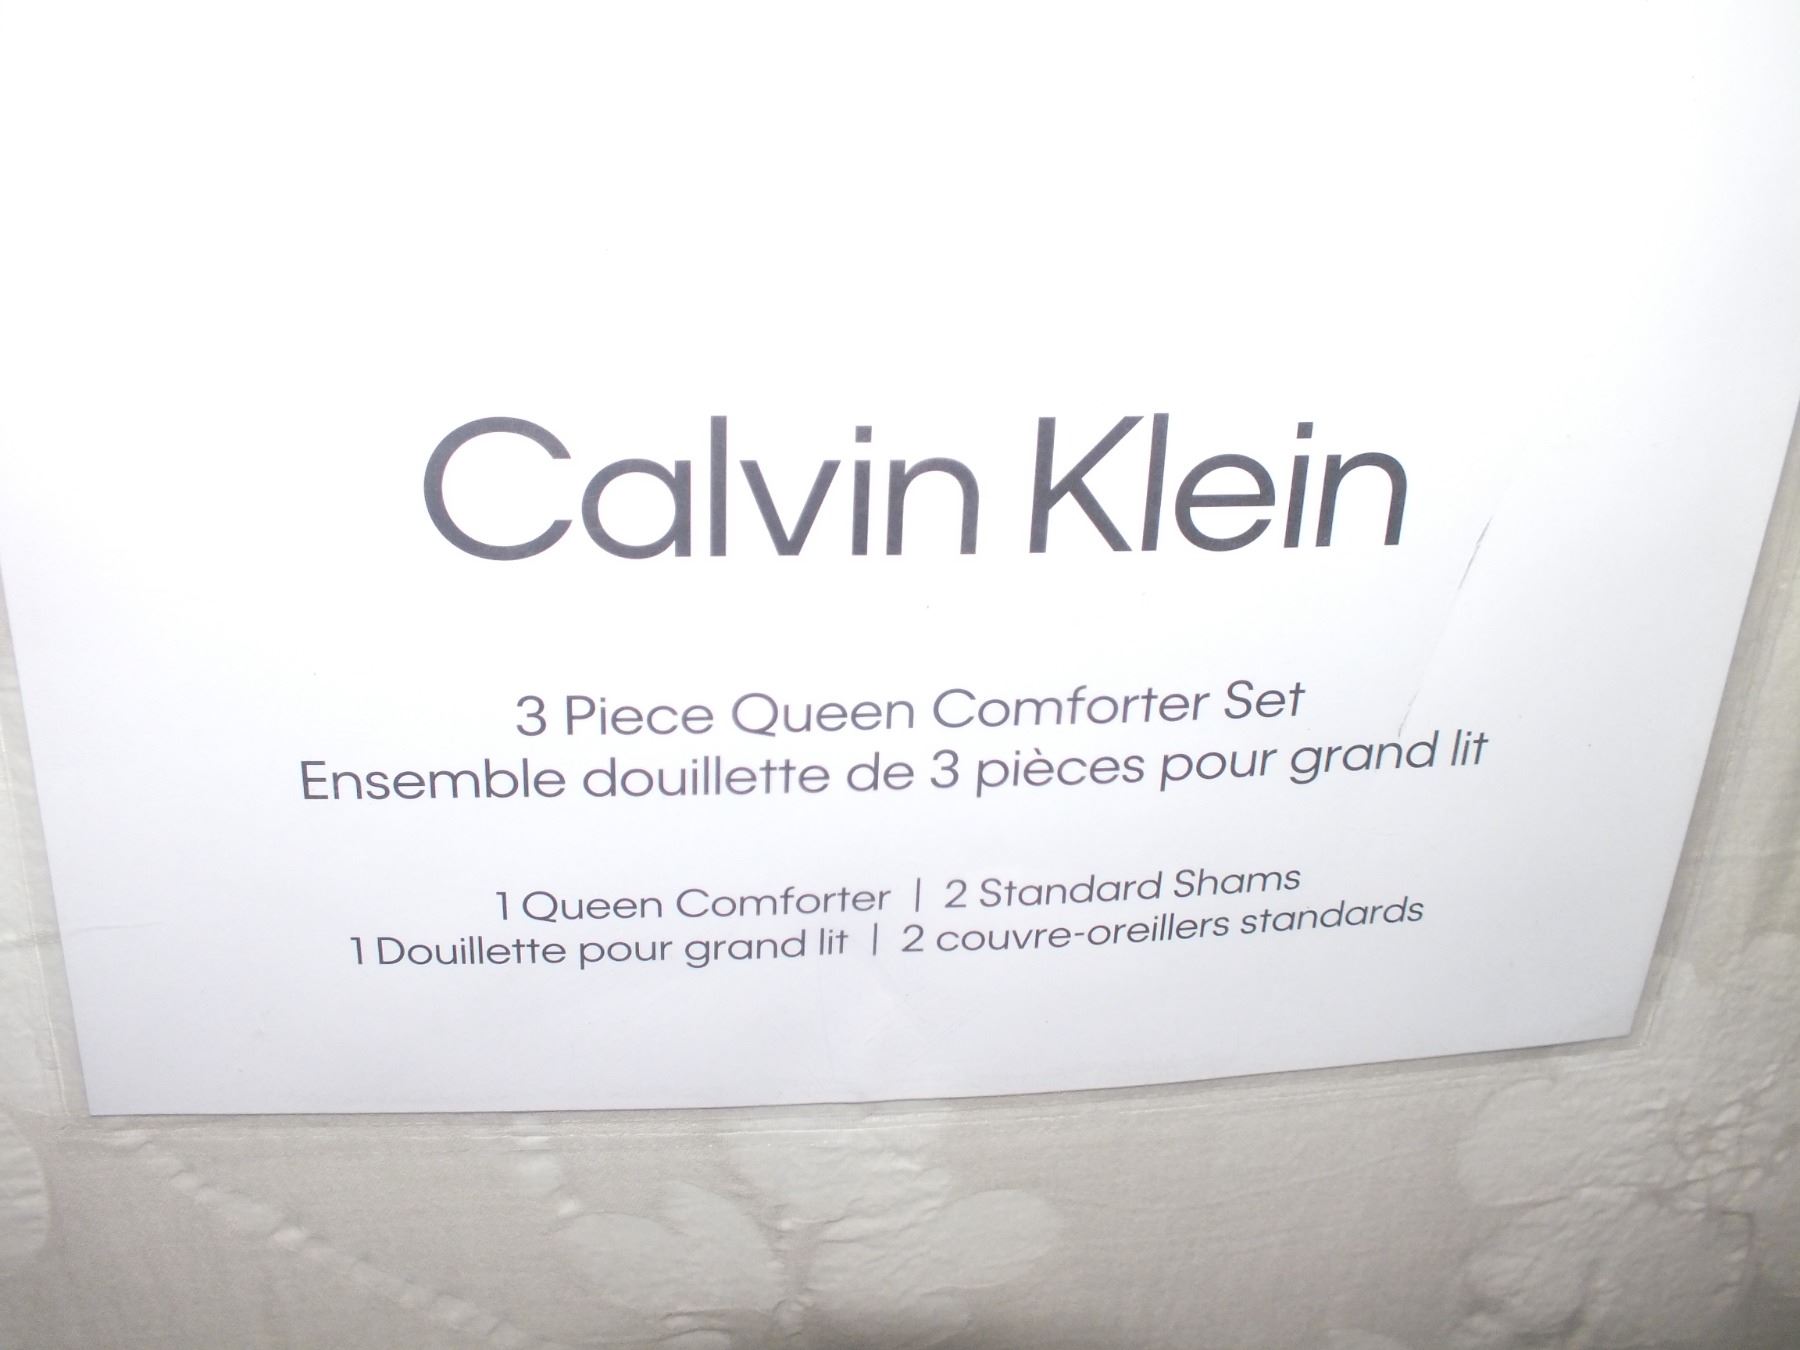 Calvin Klein
3 Piece Queen Comforter Set
Ensemble douillette de 3 pièces pour grand lit
1 Queen Comforter | 2 Standard Shams
1 Douillette pour grand lit | 2 couvre-oreillers standards